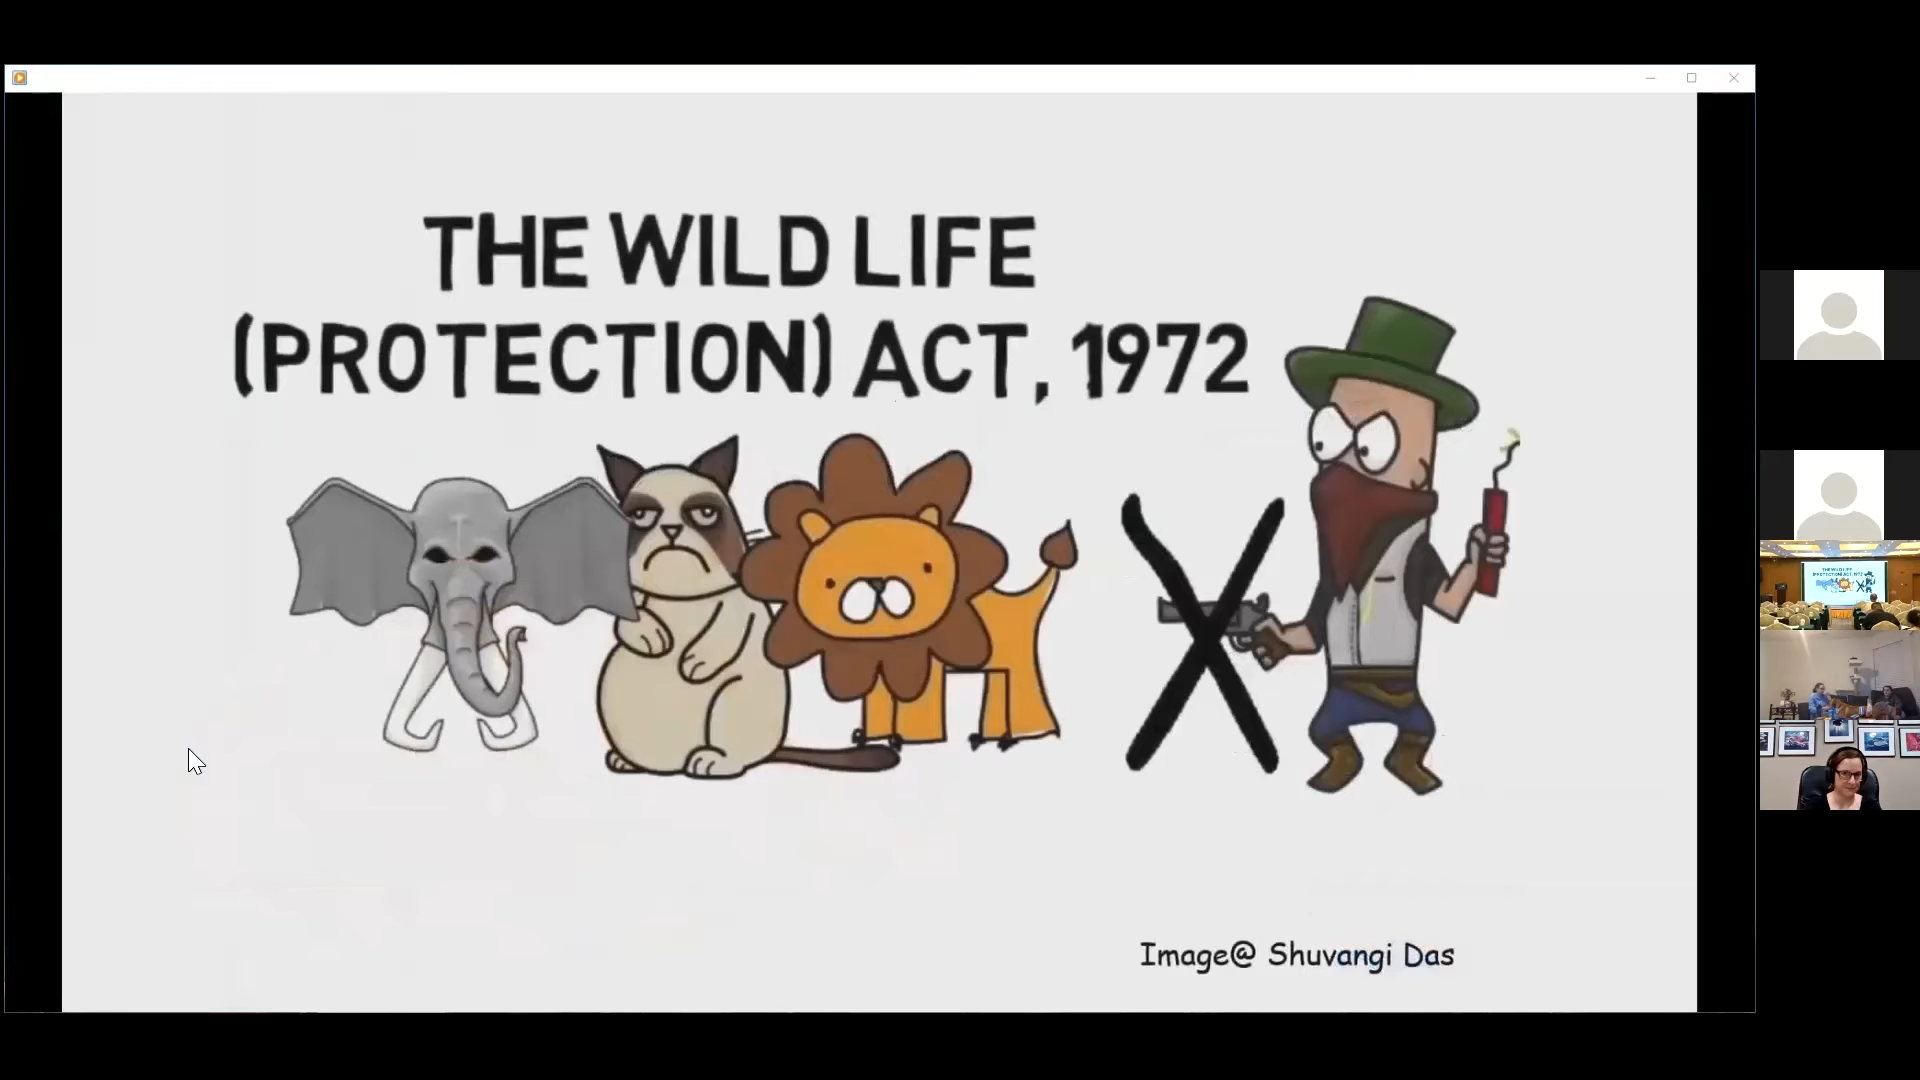 THE WILD LIFE
(PROTECTION) ACT, 1972
Image@ Shuvangi Das